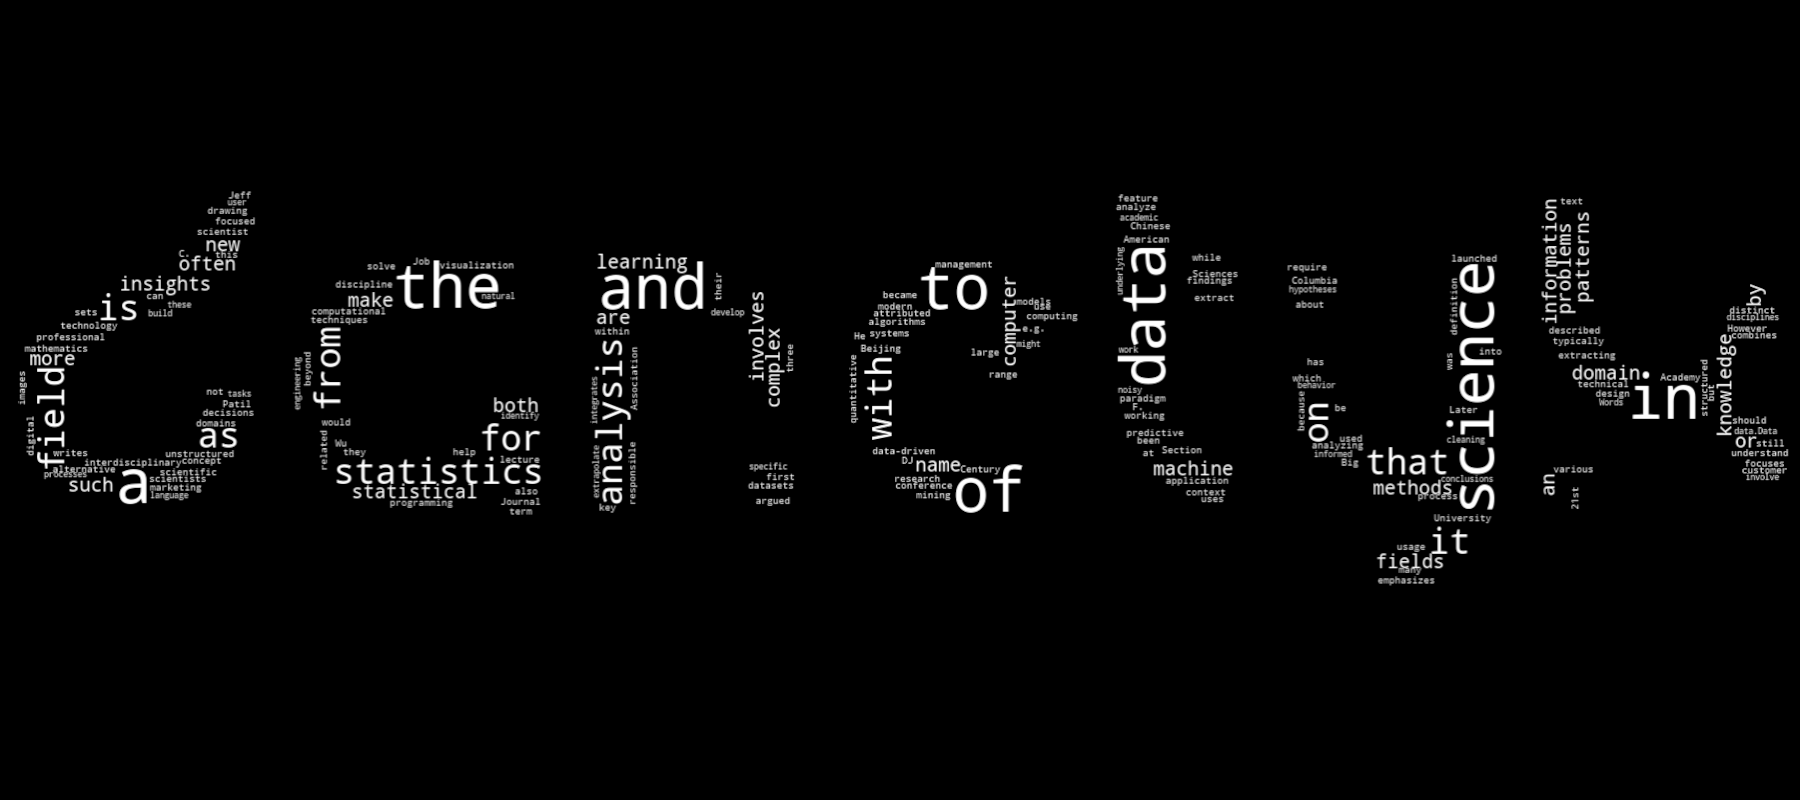 Jeff
user
drawing
focused
scientist
new
C.
this
often
insights
can
these
is
sets
build
technology
professional
mathematics
more
field
images
digital
not
tasks
Patil
decisions
domains
as
writes
unstructured
interdisciplinary
concept
alternative
processes
scientific
scientists
such
a
marketing
language
solve
Job
visualization
the
discipline
make
natural
computational
techniques
from
beyond
engineering
would
both
identify
for
related
Wu
they
help
lecture
statistics
statistical
also
programming
Journal
term
learning
and
their
are
develop
within
analysis
integrates
Association
involves
complex
three
extrapolate
responsible
key
specific
first
datasets
argued
management
to
became
modern
attributed
algorithms
He
systems
Beijing
quantitative
with
computer
models
use
computing
e.g.
might
large
range
data-driven
DJ
name
Century
research
conference
mining
of
feature
analyze
academic
Chinese
American
underlying
data
while
Sciences
findings
extract
work
noisy
paradigm
F.
working
predictive
been
at
Section
machine
application
context
uses
require
Columbia
hypotheses
about
has
which
behavior
because
on
be
used
analyzing
informed
Big
that
methods
process
launched
definition
science
was
into
Later
cleaning
conclusions
University
it
usage
fields
many
emphasizes
information
problems
patterns
text
described
typically
extracting
domain
technical
design
Words
in
Academy
structured
but
knowledge
by
distinct
disciplines
However
combines
should
data.Data
or
still
understand
focuses
customer
involve
an
various
21st